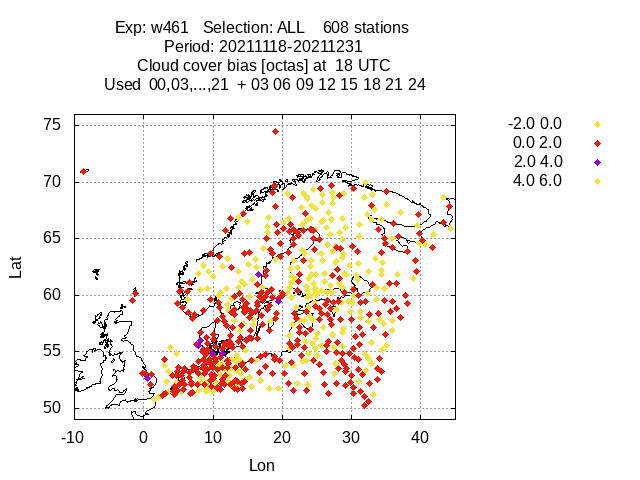 Exp: w461 Selection: ALL 608 stations
Period: 20211118-20211231
Cloud cover bias [octas] at 18 UTC
Used 00,03,...,21 + 03 06 09 12 15 18 21 24
-2.0 0.0
0.0 2.0
2.0 4.0
4.0 6.0
75
70
65
60
55
50
Lat
-10 0 10 20 30 40
Lon